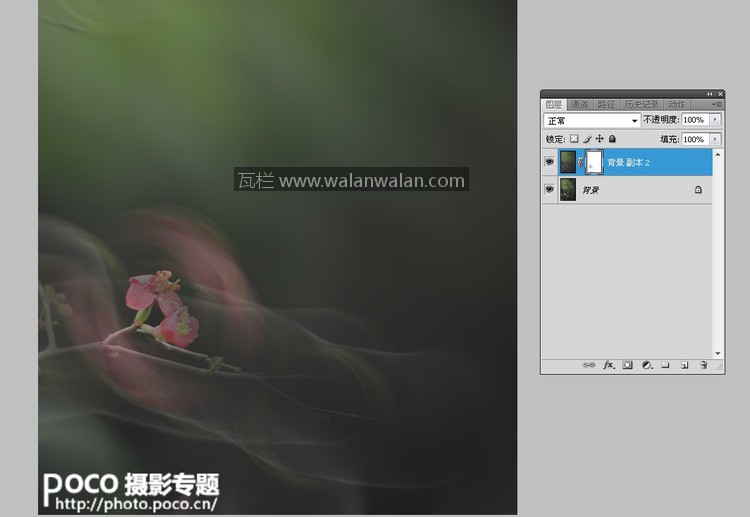 图层 通道 路径 历史记录 动作
正常 不透明度: 100%
锁定: 填充: 100%
瓦栏 www.walanwalan.com
背景 副本 2
背景
fx.
poco 摄影专题
http://photo.poco.cn/